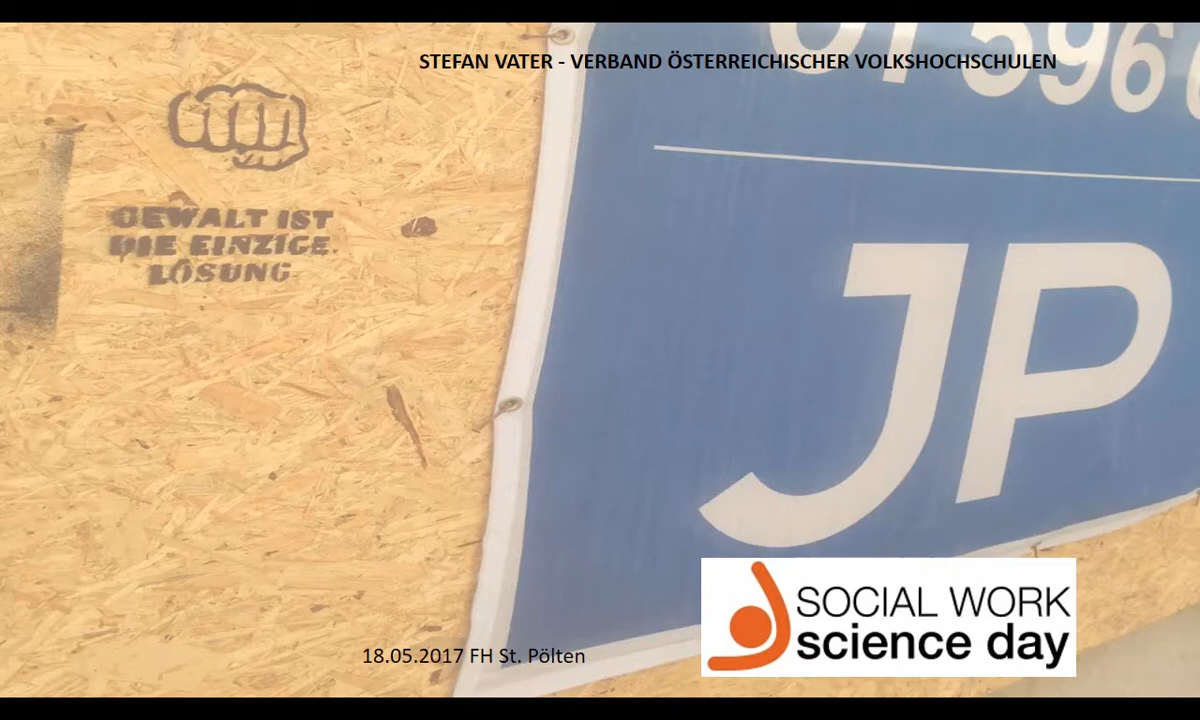 STEFAN VATER - VERBAND ÖSTERREICHISCHER VOLKSHOCHSCHULEN
GEWALT IST
DIE EINZIGE
LÖSUNG
JP
SOCIAL WORK
science day
18.05.2017 FH St. Pölten